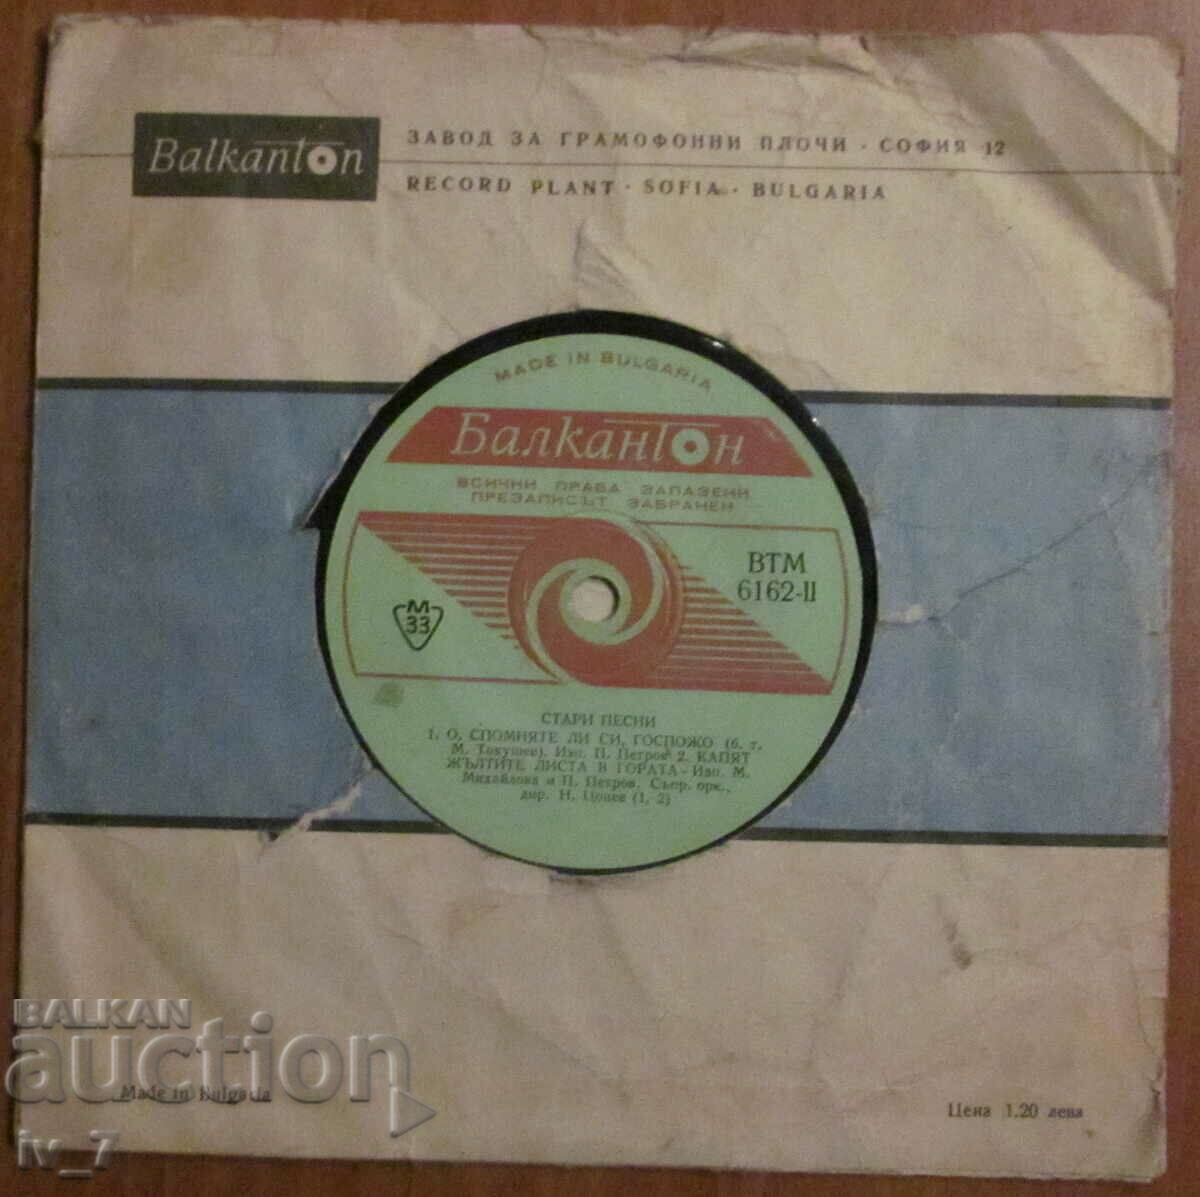 Balkanton
ЗАВОД ЗА ГРАМОФОННИ ПЛОЧИ · СОФИЯ 12
RECORD PLANT · SOFIA · BULGARIA
MADE IN BULGARIA
Балкантон
ВСИЧНИ ПРАВА ЗАПАЗЕНИ
ПРЕЗАПИСЪТ ЗАБРАНЕН
ВТМ
6162-II
М
33
СТАРИ ПЕСНИ
1. О, СПОМНЯТЕ ЛИ СИ, ГОСПОЖО (б. т.
М. Токушев). Изп. П. Петров 2. КАПЯТ
ЖЪЛТИТЕ ЛИСТА В ГОРАТА - Изп. М.
Михайлова и П. Петров. Съпр. орк.,
дир. Н. Цонев (1, 2)
BALKAN
auction
Made in Bulgaria
Цена 1.20 лева
iv_7